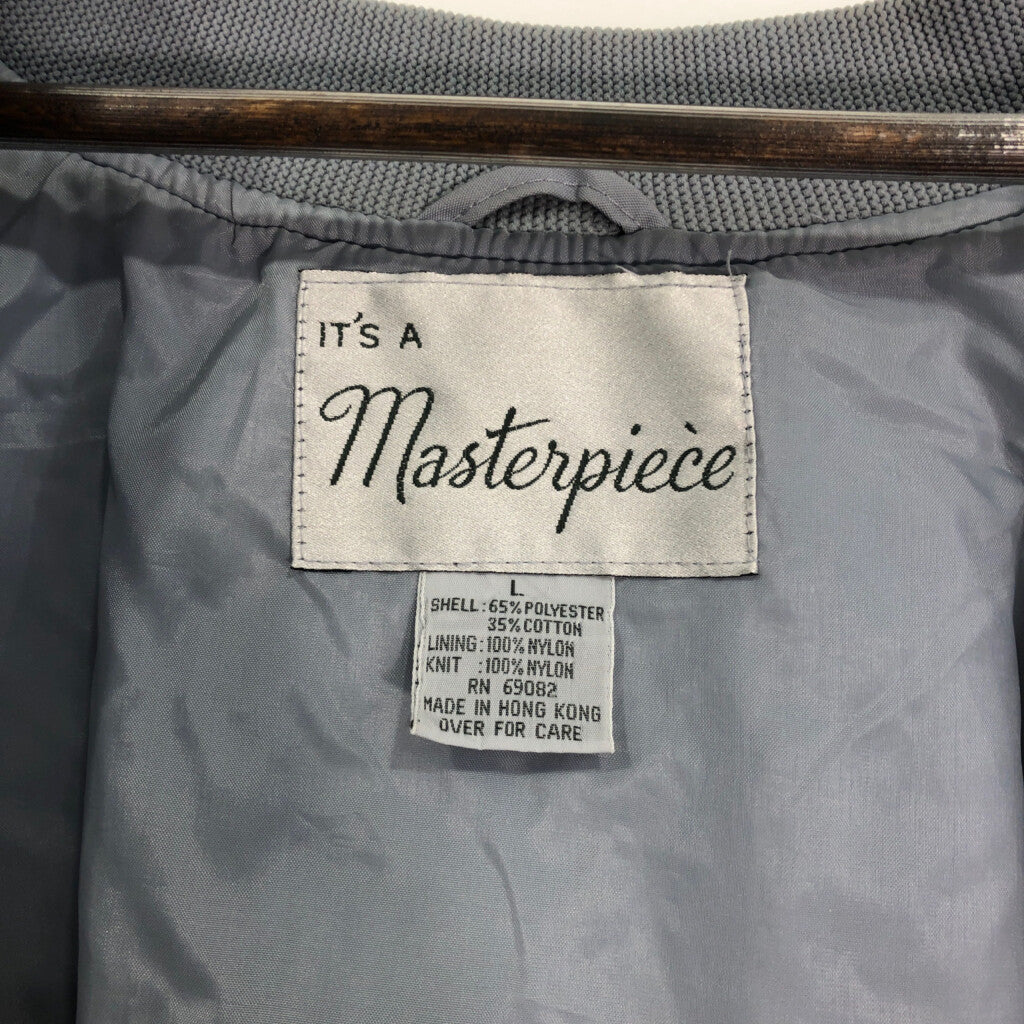 IT'S A
Masterpièce
L
SHELL: 65% POLYESTER
35% COTTON
LINING: 100% NYLON
KNIT : 100% NYLON
RN 69082
MADE IN HONG KONG
OVER FOR CARE